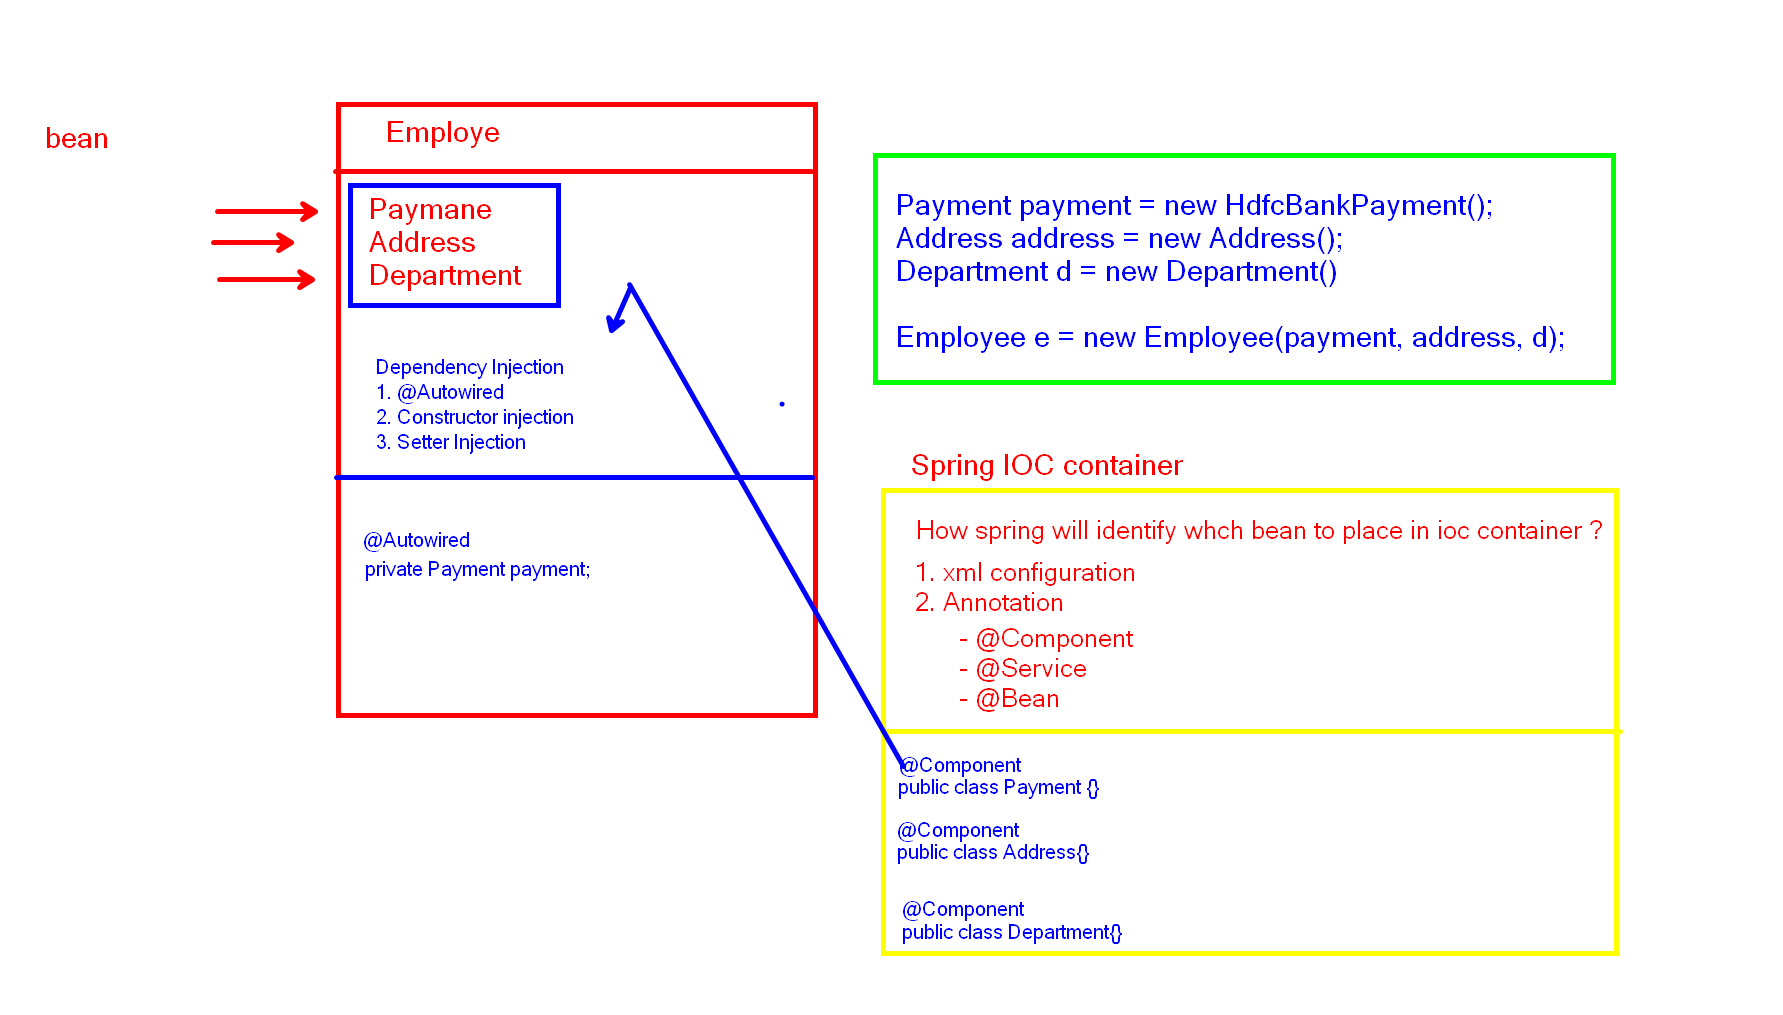 bean
Employe
Paymane
Address
Department
Dependency Injection
1. @Autowired
2. Constructor injection
3. Setter Injection
@Autowired
private Payment payment;
Payment payment = new HdfcBankPayment();
Address address = new Address();
Department d = new Department()
Employee e = new Employee(payment, address, d);
Spring IOC container
How spring will identify whch bean to place in ioc container ?
1. xml configuration
2. Annotation
- @Component
- @Service
- @Bean
@Component
public class Payment {}
@Component
public class Address{}
@Component
public class Department{}